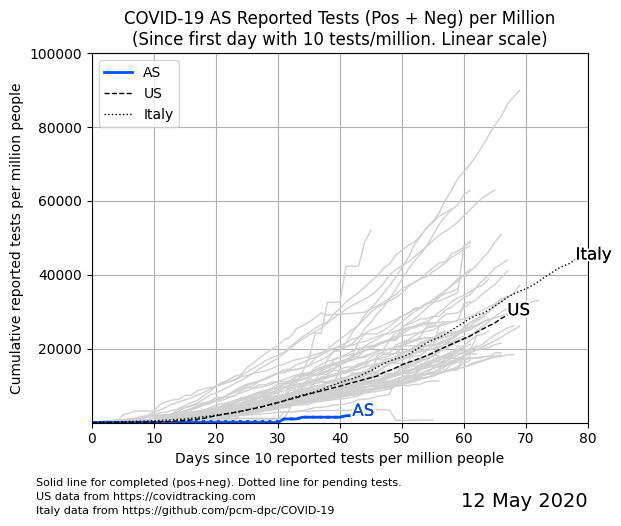 COVID-19 AS Reported Tests (Pos + Neg) per Million
(Since first day with 10 tests/million. Linear scale)
Cumulative reported tests per million people
100000
80000
60000
40000
20000
AS
US
Italy
Italy
US
AS
0 10 20 30 40 50 60 70 80
Days since 10 reported tests per million people
Solid line for completed (pos+neg). Dotted line for pending tests.
US data from https://covidtracking.com
Italy data from https://github.com/pcm-dpc/COVID-19
12 May 2020